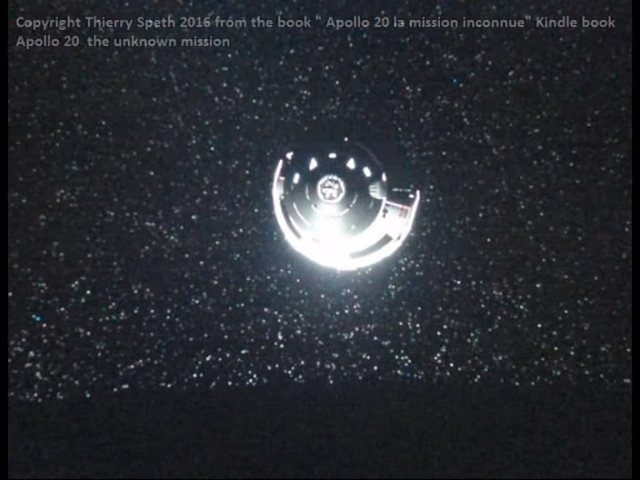 Copyright Thierry Speth 2016 from the book " Apollo 20 la mission inconnue" Kindle book
Apollo 20  the unknown mission